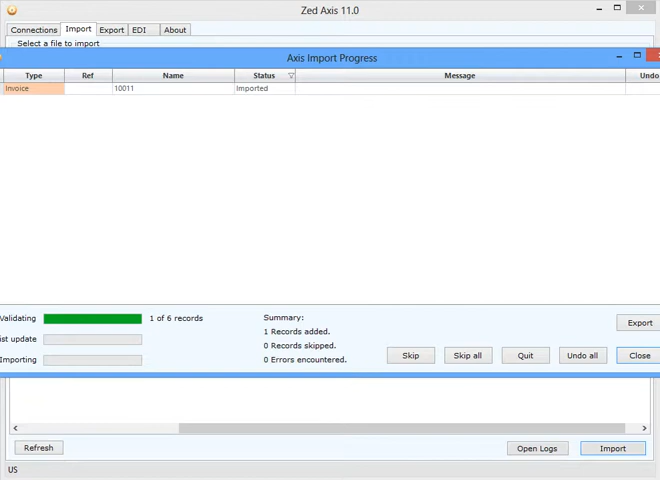 Zed Axis 11.0
Connections Import Export EDI About
Select a file to import
Axis Import Progress
Type Ref Name Status Message Undo
Invoice 10011 Imported
Validating 1 of 6 records
Summary:
1 Records added.
0 Records skipped.
0 Errors encountered.
ist update
Importing
Export
Skip Skip all Quit Undo all Close
Refresh Open Logs Import
US